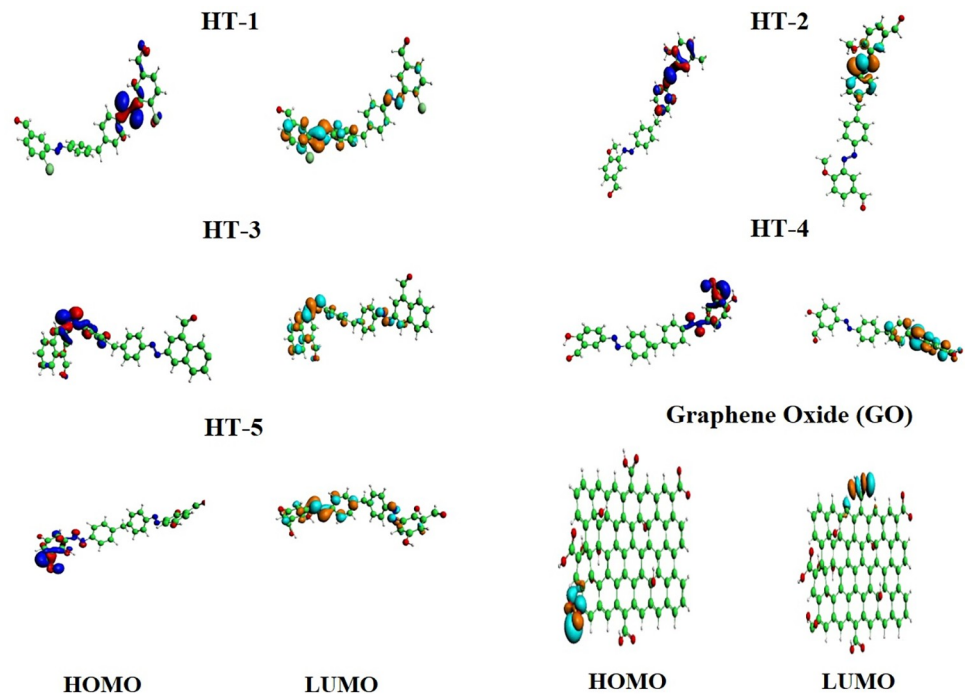 HT-1
HT-2
HT-3
HT-4
HT-5
Graphene Oxide (GO)
HOMO
LUMO
HOMO
LUMO